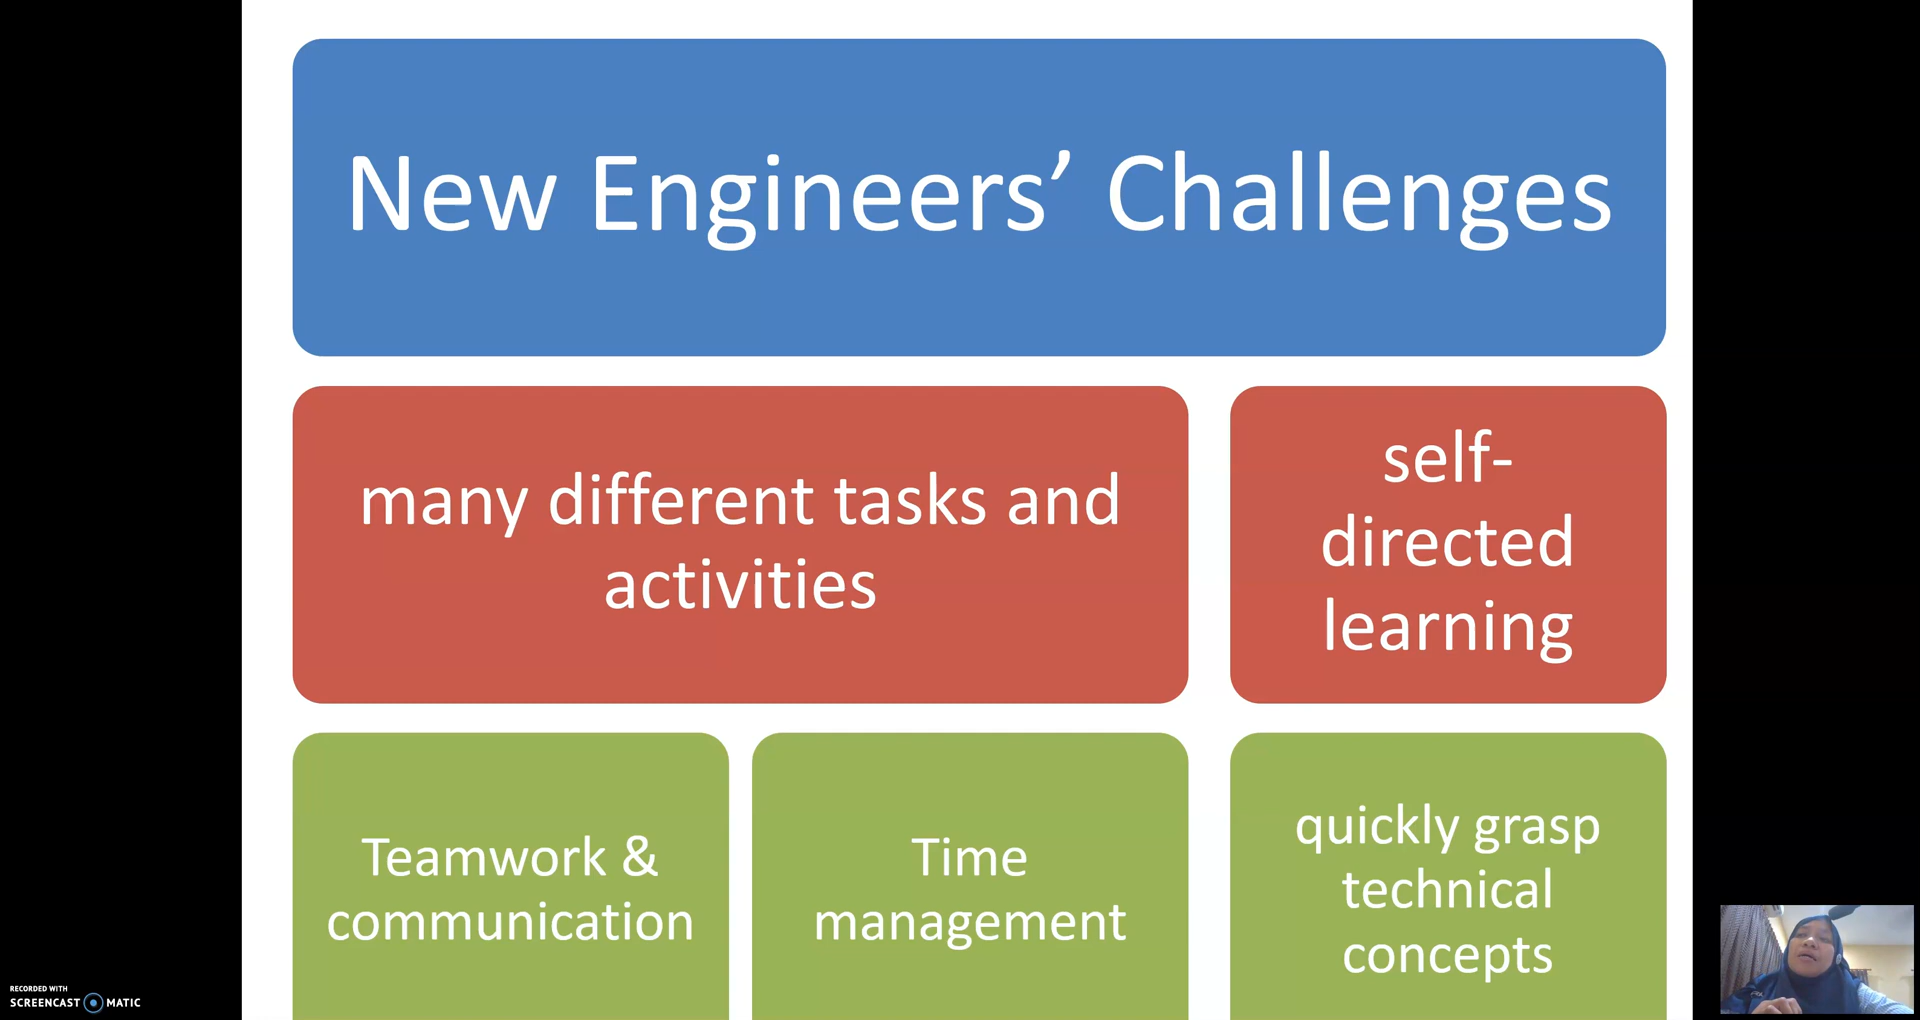 New Engineers’ Challenges
many different tasks and
activities
self-
directed
learning
Teamwork &
communication
Time
management
quickly grasp
technical
concepts
RECORDED WITH
SCREENCAST MATIC